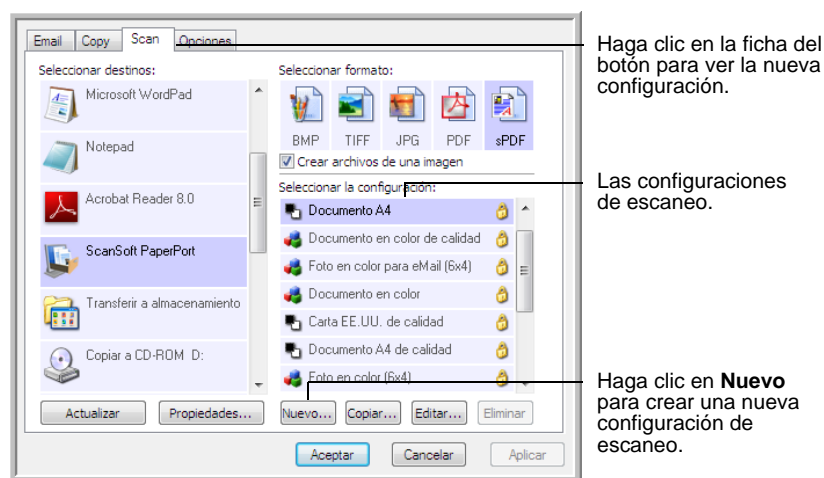 Email Copy Scan Opciones
Seleccionar destinos:
Microsoft WordPad
Notepad
Acrobat Reader 8.0
ScanSoft PaperPort
Transferir a almacenamiento
Copiar a CD-ROM D:
Actualizar Propiedades...
Seleccionar formato:
BMP TIFF JPG PDF sPDF
Crear archivos de una imagen
Seleccionar la configuración:
Documento A4
Documento en color de calidad
Foto en color para eMail (6x4)
Documento en color
Carta EE.UU. de calidad
Documento A4 de calidad
Foto en color (6x4)
Nuevo... Copiar... Editar... Eliminar
Aceptar Cancelar Aplicar
Haga clic en la ficha del
botón para ver la nueva
configuración.
Las configuraciones
de escaneo.
Haga clic en Nuevo
para crear una nueva
configuración de
escaneo.